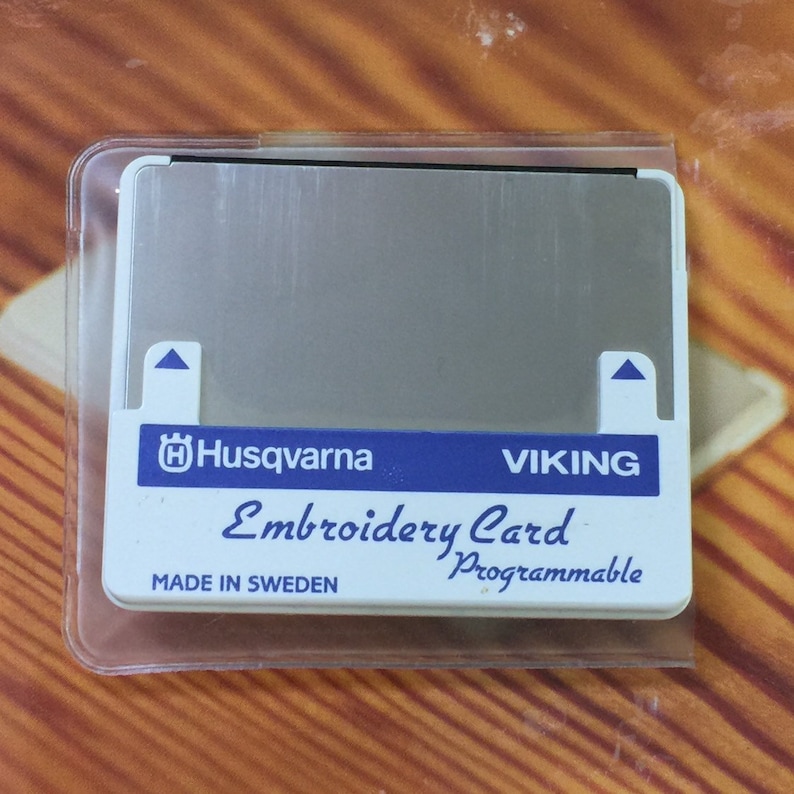 Husqvarna VIKING
Embroidery Card
Programmable
MADE IN SWEDEN